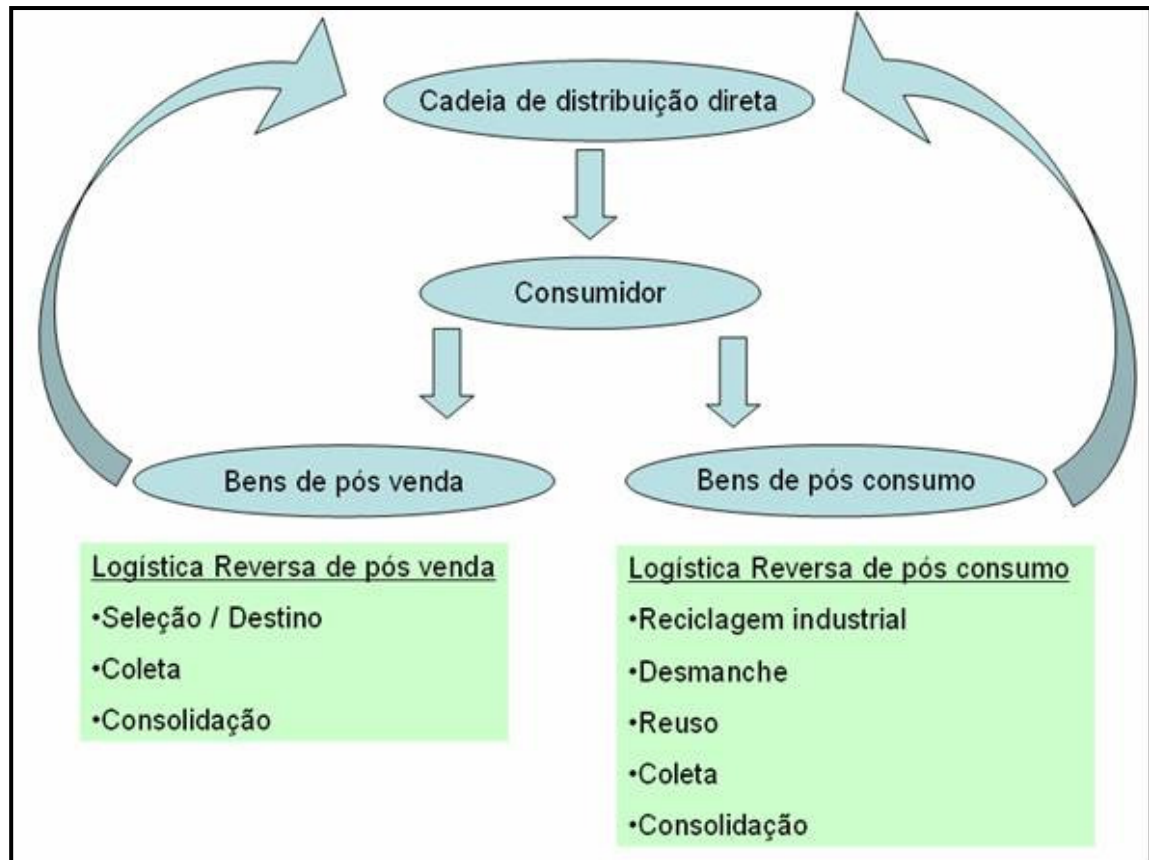 Cadeia de distribuição direta
Consumidor
Bens de pós venda
Bens de pós consumo
Logística Reversa de pós venda
•Seleção / Destino
•Coleta
•Consolidação
Logística Reversa de pós consumo
•Reciclagem industrial
•Desmanche
•Reuso
•Coleta
•Consolidação